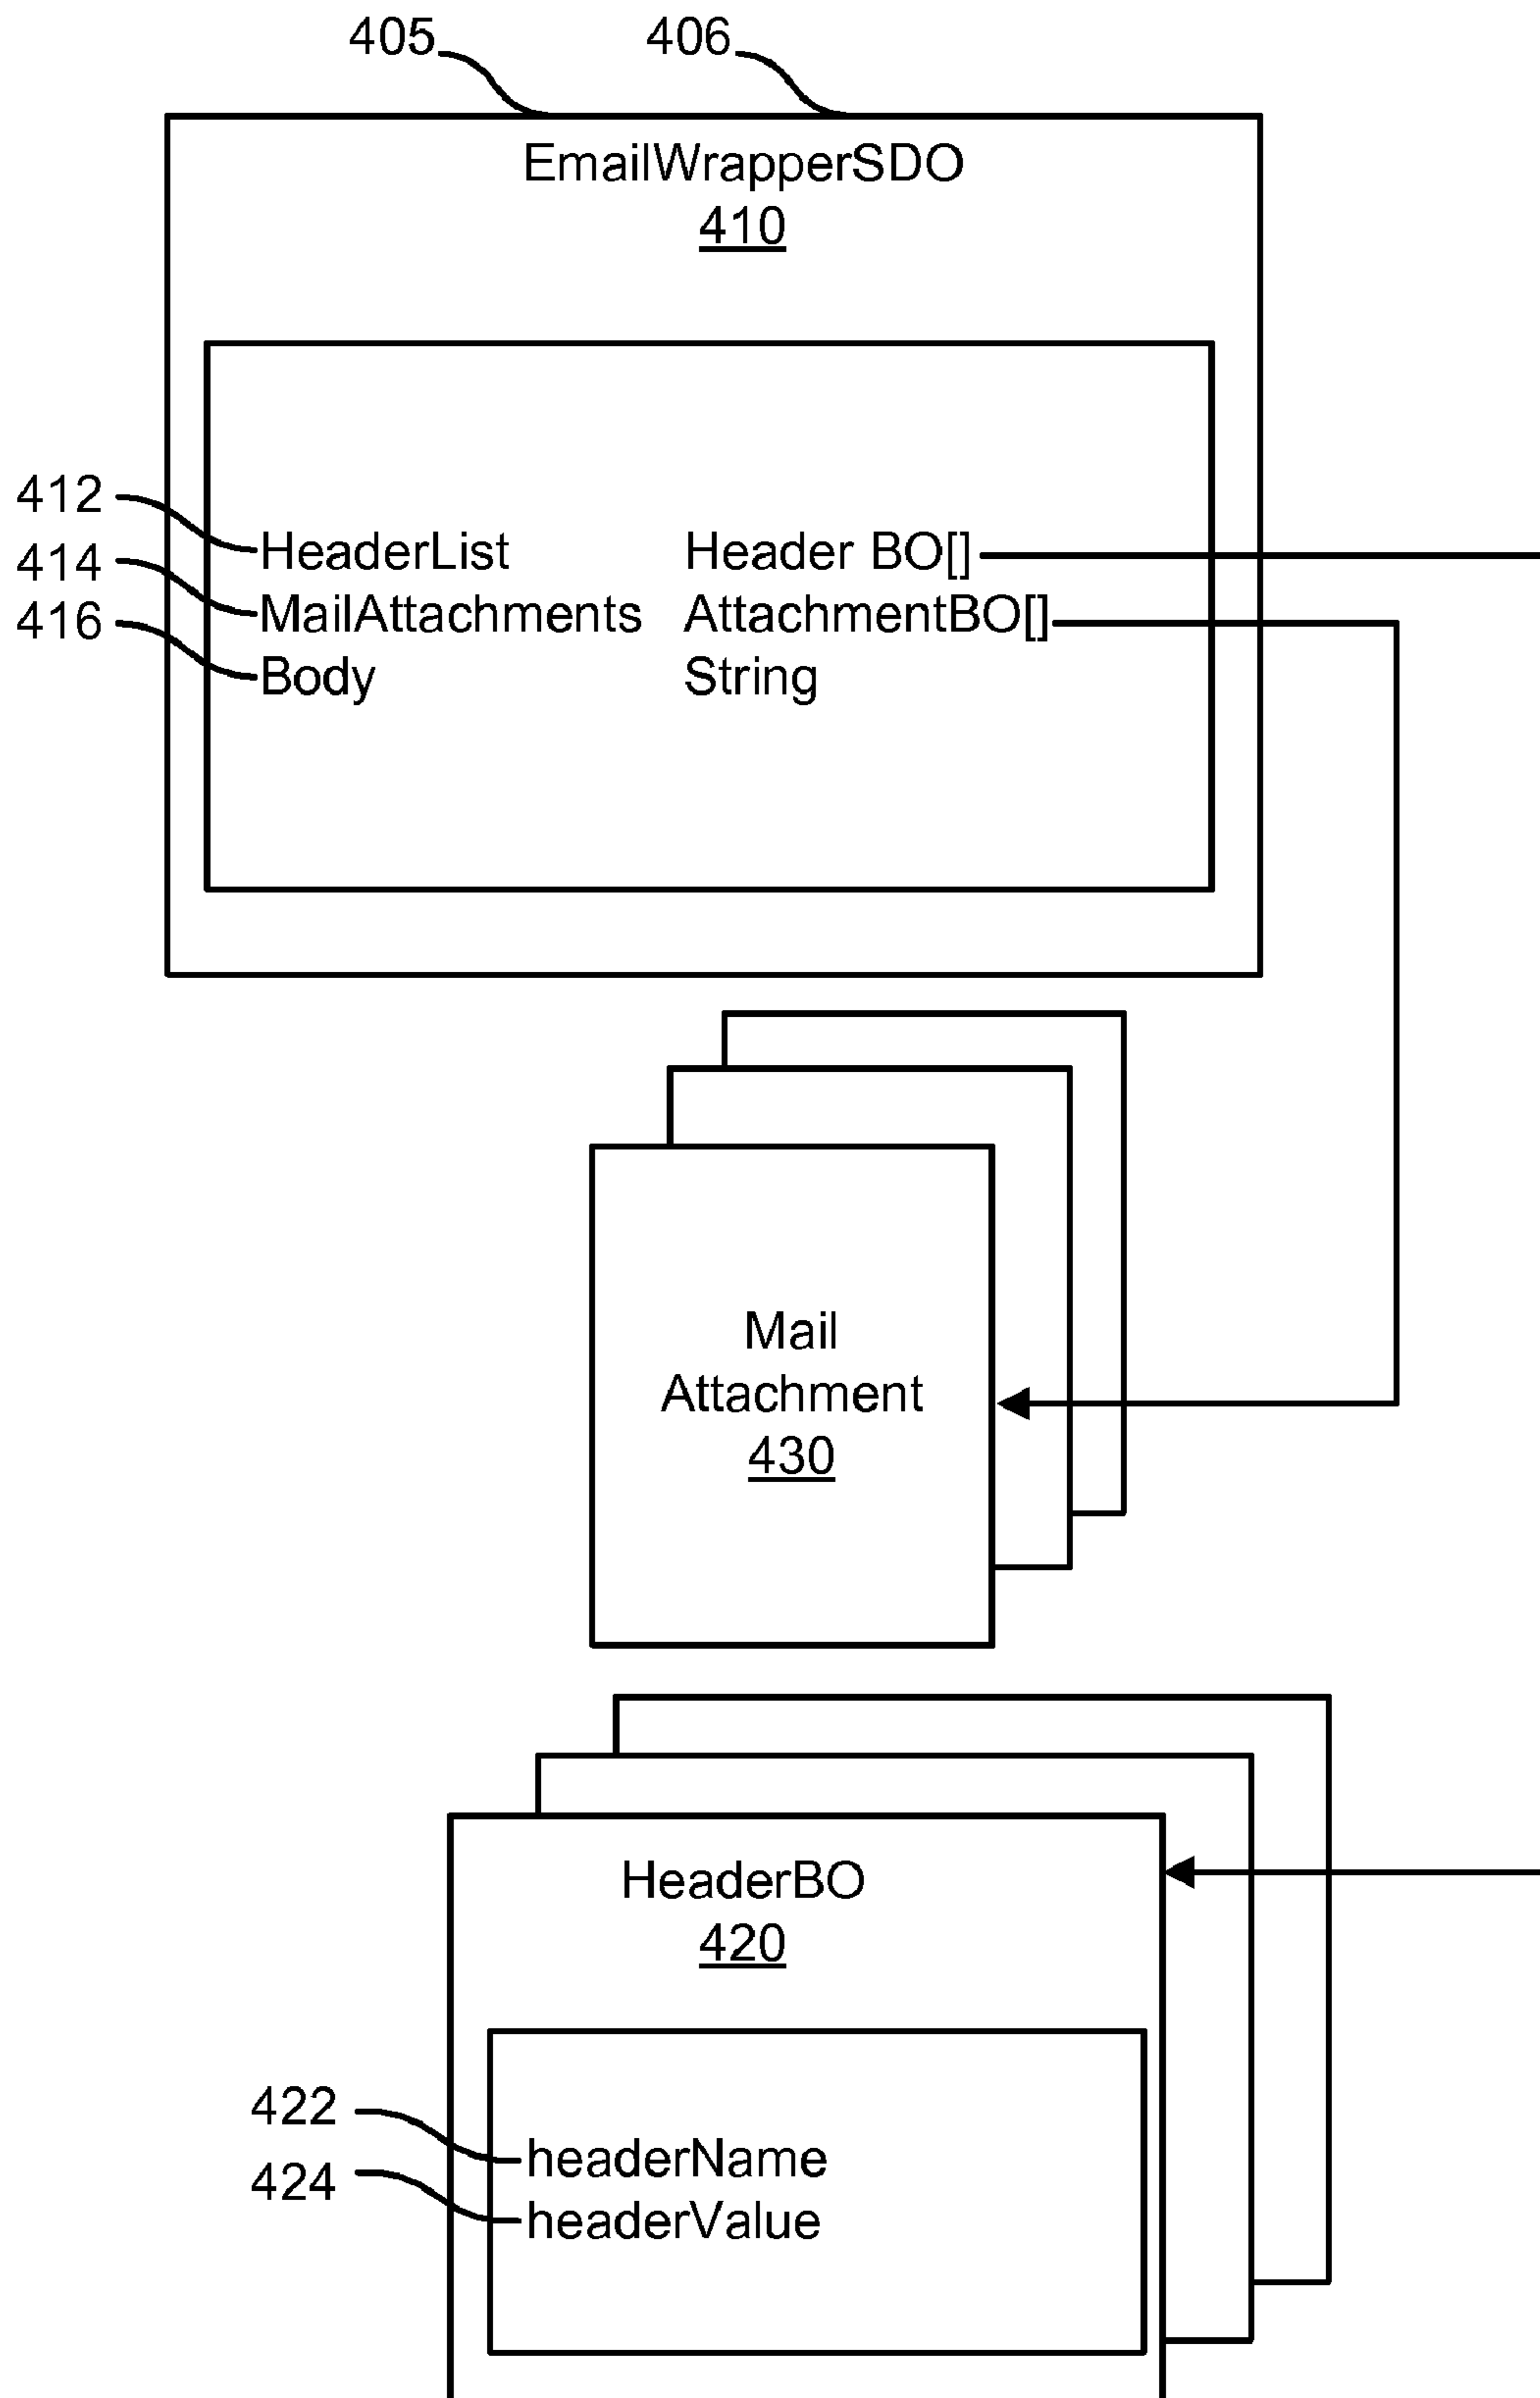 405 406
EmailWrapperSDO
410
412
HeaderList Header BO[]
414
MailAttachments AttachmentBO[]
416
Body String
Mail
Attachment
430
HeaderBO
420
422
headerName
424
headerValue